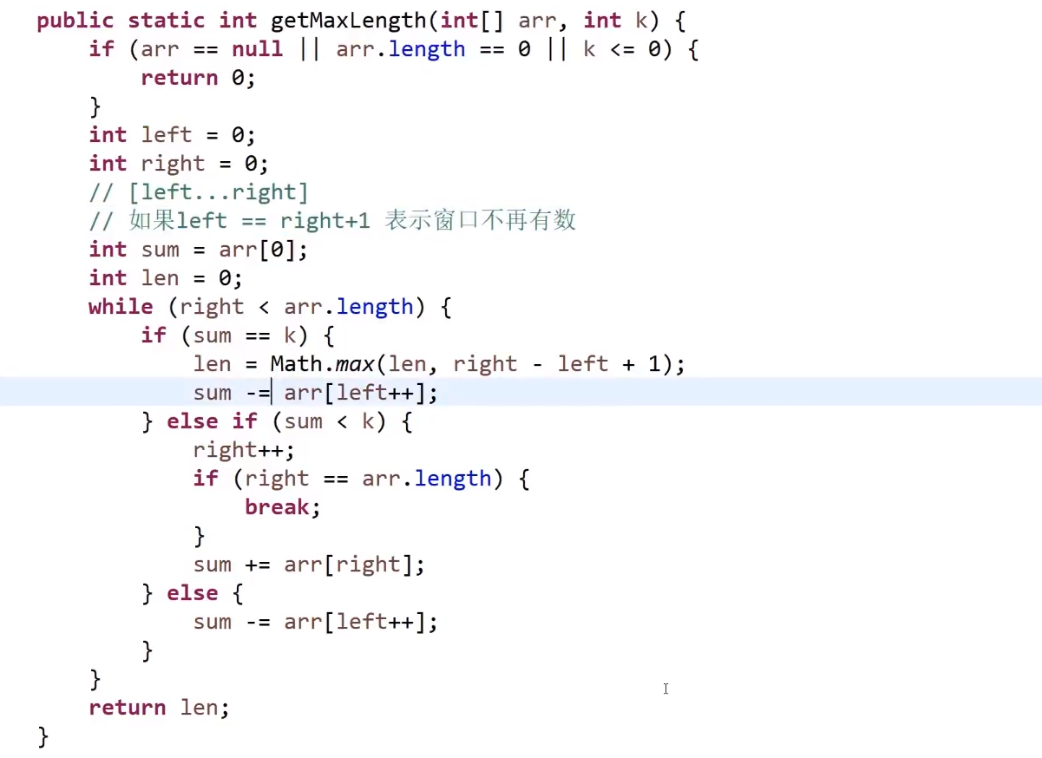 public static int getMaxLength(int[] arr, int k) {
    if (arr == null || arr.length == 0 || k <= 0) {
        return 0;
    }
    int left = 0;
    int right = 0;
    // [left...right]
    // 如果left == right+1 表示窗口不再有数
    int sum = arr[0];
    int len = 0;
    while (right < arr.length) {
        if (sum == k) {
            len = Math.max(len, right - left + 1);
            sum -= arr[left++];
        } else if (sum < k) {
            right++;
            if (right == arr.length) {
                break;
            }
            sum += arr[right];
        } else {
            sum -= arr[left++];
        }
    }
    return len;
}